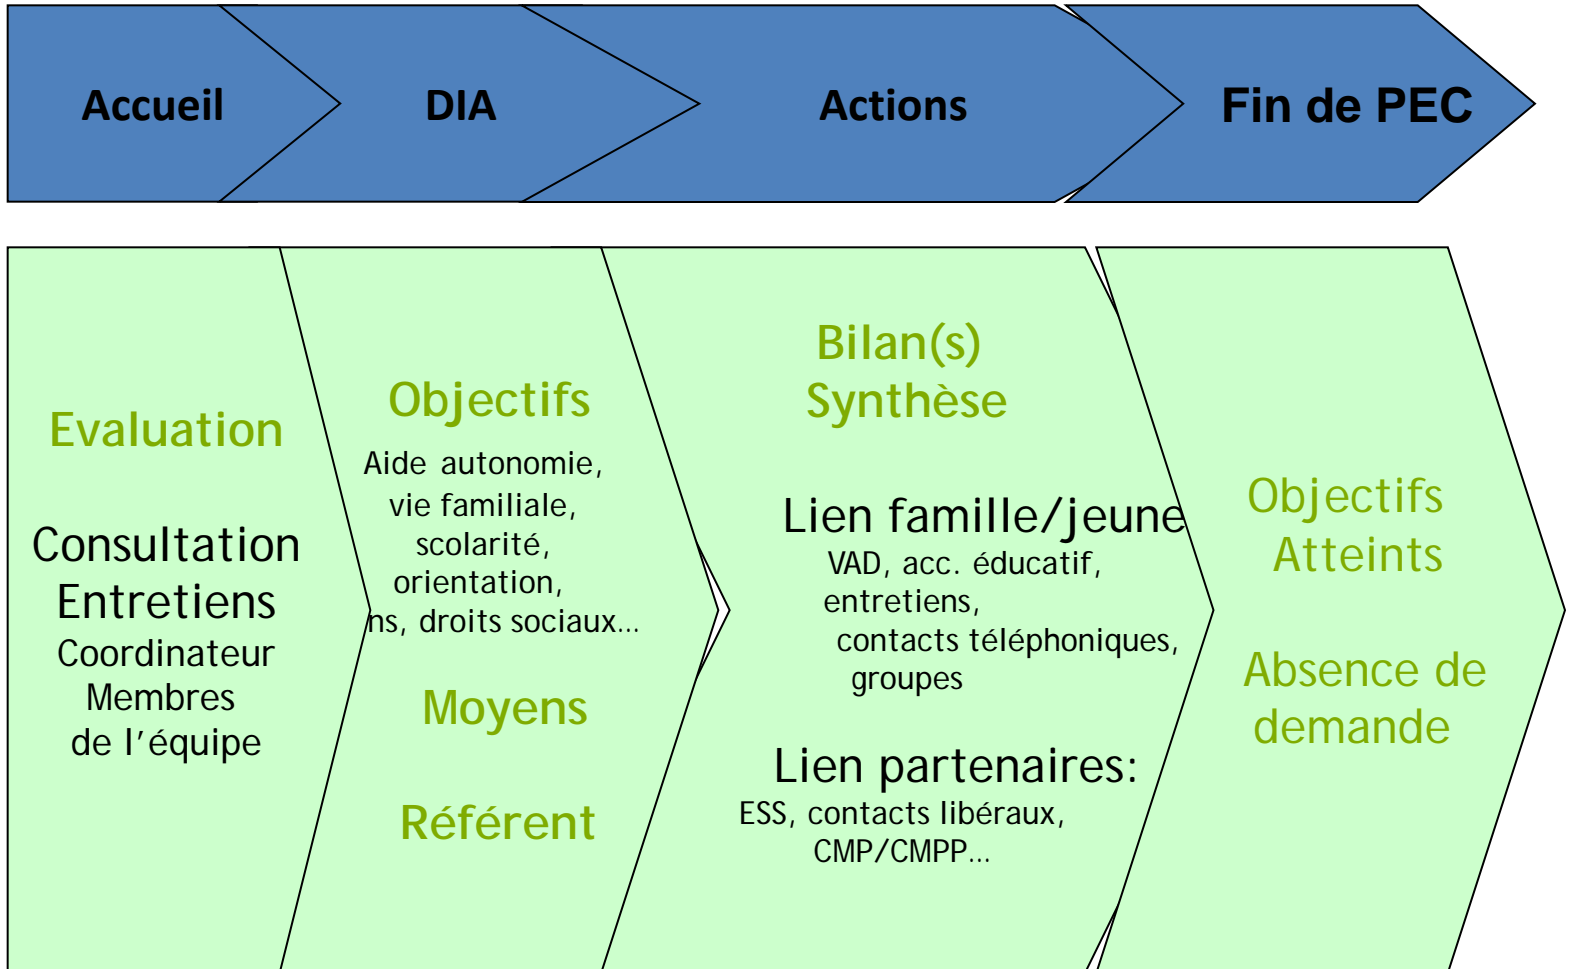 Accueil
DIA
Actions
Fin de PEC
Evaluation
Consultation
Entretiens
Coordinateur
Membres
de l’équipe
Objectifs
Aide autonomie,
vie familiale,
scolarité,
orientation,
ns, droits sociaux…
Moyens
Référent
Bilan(s)
Synthèse
Lien famille/jeune
VAD, acc. éducatif,
entretiens,
contacts téléphoniques,
groupes
Lien partenaires:
ESS, contacts libéraux,
CMP/CMPP…
Objectifs
Atteints
Absence de
demande